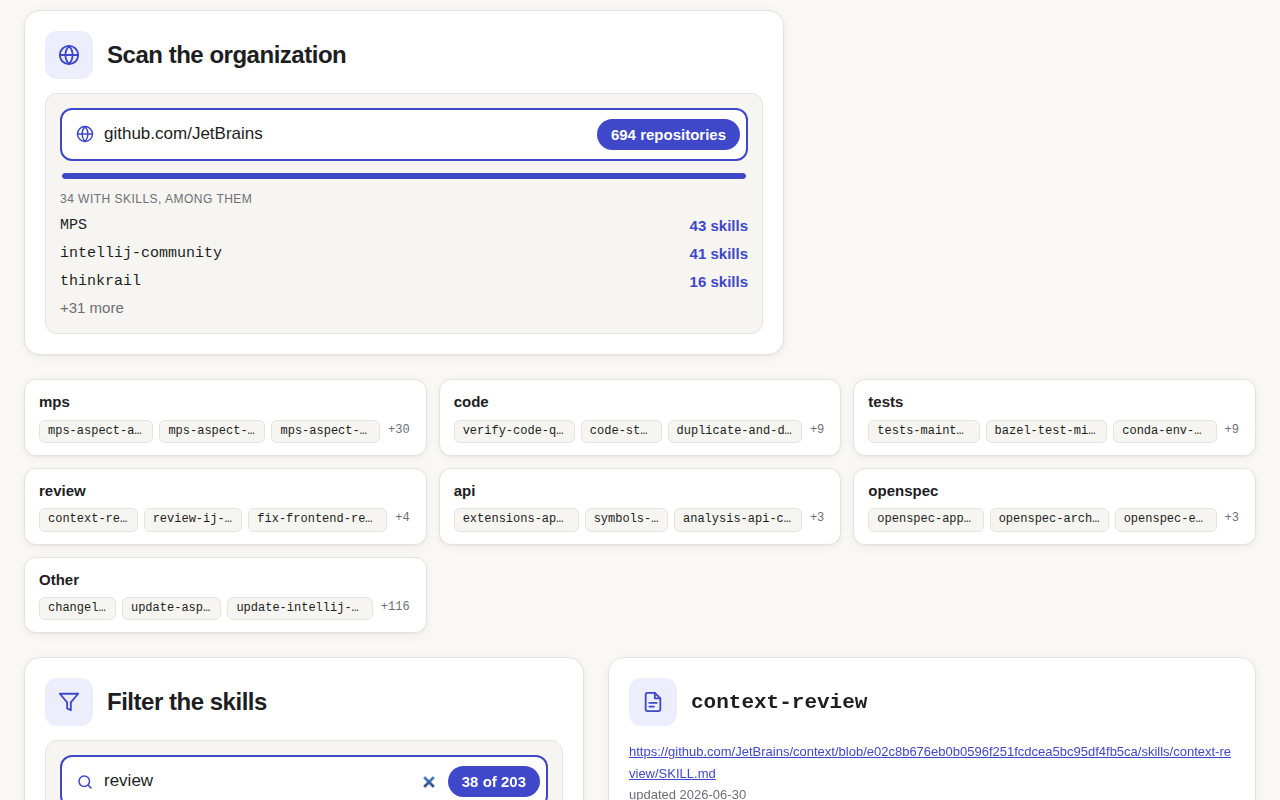 Scan the organization
github.com/JetBrains
694 repositories
34 WITH SKILLS, AMONG THEM
MPS 43 skills
intellij-community 41 skills
thinkrail 16 skills
+31 more
mps
mps-aspect-a… mps-aspect-… mps-aspect-… +30
code
verify-code-q… code-st… duplicate-and-d… +9
tests
tests-maint… bazel-test-mi… conda-env-… +9
review
context-re… review-ij-… fix-frontend-re… +4
api
extensions-ap… symbols-… analysis-api-c… +3
openspec
openspec-app… openspec-arch… openspec-e… +3
Other
changel… update-asp… update-intellij-… +116
Filter the skills
review
38 of 203
context-review
https://github.com/JetBrains/context/blob/e02c8b676eb0b0596f251fcdcea5bc95df4fb5ca/skills/context-re
view/SKILL.md
updated 2026-06-30